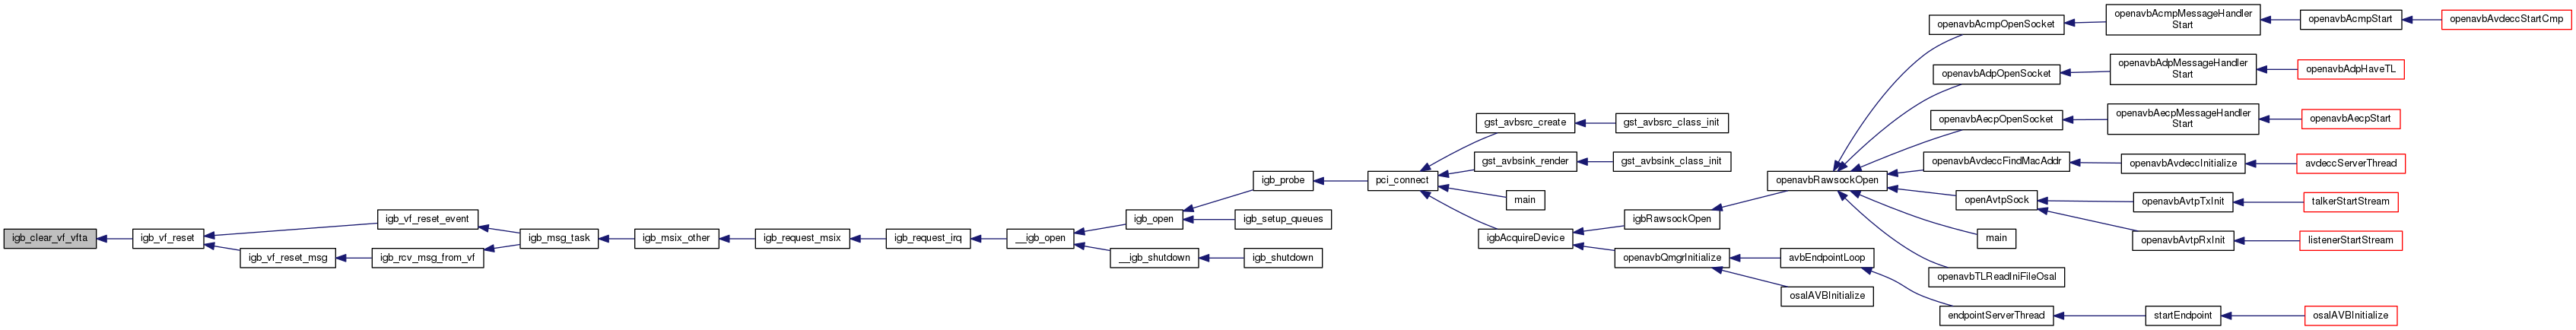 igb_clear_vf_vfta
igb_vf_reset
igb_vf_reset_event
igb_vf_reset_msg
igb_rcv_msg_from_vf
igb_msg_task
igb_msix_other
igb_request_msix
igb_request_irq
__igb_open
igb_open
__igb_shutdown
igb_probe
igb_setup_queues
igb_shutdown
pci_connect
gst_avbsrc_create
gst_avbsink_render
main
igbAcquireDevice
gst_avbsrc_class_init
gst_avbsink_class_init
igbRawsockOpen
openavbQmgrInitialize
openavbRawsockOpen
avbEndpointLoop
osalAVBInitialize
openavbAcmpOpenSocket
openavbAdpOpenSocket
openavbAecpOpenSocket
openavbAvdeccFindMacAddr
openAvtpSock
main
openavbTLReadIniFileOsal
endpointServerThread
openavbAcmpMessageHandler
Start
openavbAdpMessageHandler
Start
openavbAecpMessageHandler
Start
openavbAvdeccInitialize
openavbAvtpTxInit
openavbAvtpRxInit
startEndpoint
openavbAcmpStart
openavbAdpHaveTL
openavbAecpStart
avdeccServerThread
talkerStartStream
listenerStartStream
osalAVBInitialize
openavbAvdeccStartCmp